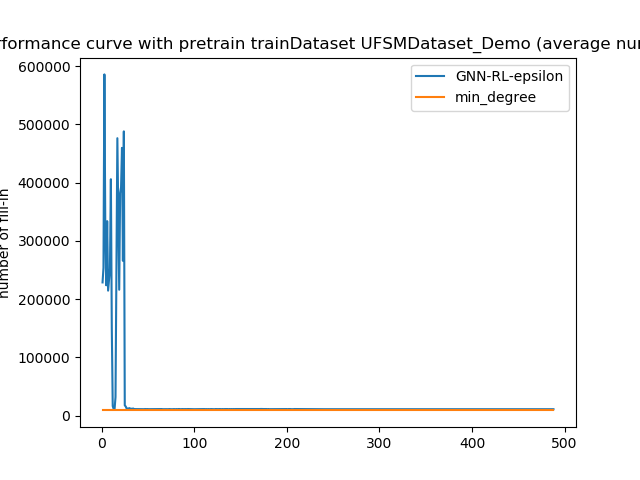 rformance curve with pretrain trainDataset UFSMDataset_Demo (average nu
GNN-RL-epsilon
min_degree
600000
500000
400000
300000
200000
100000
0
number of fill-in
0 100 200 300 400 500